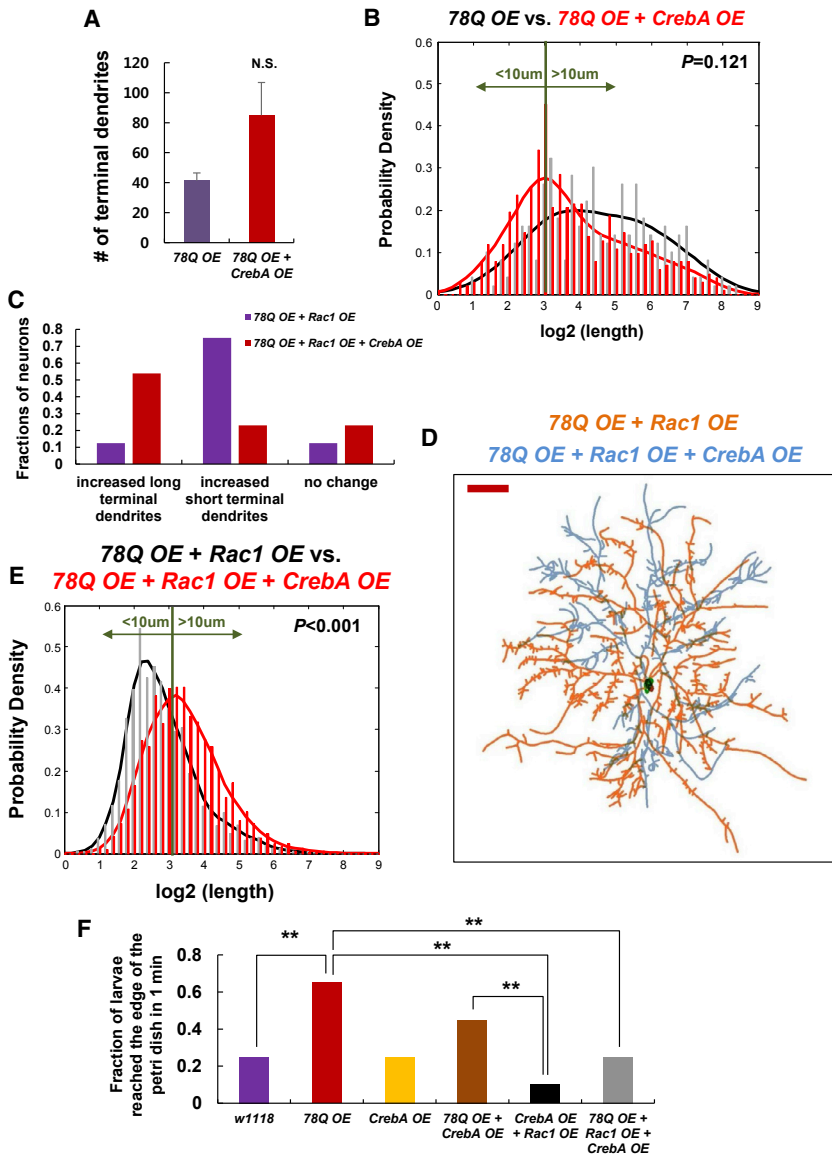 A
# of terminal dendrites
140
120
100
80
60
40
20
0
N.S.
78Q OE
78Q OE +
CrebA OE
B
78Q OE vs. 78Q OE + CrebA OE
Probability Density
0.6
0.5
0.4
0.3
0.2
0.1
0
<10um >10um
P=0.121
0 1 2 3 4 5 6 7 8 9
log2 (length)
C
Fractions of neurons
0.8
0.7
0.6
0.5
0.4
0.3
0.2
0.1
0
78Q OE + Rac1 OE
78Q OE + Rac1 OE + CrebA OE
increased long
terminal
dendrites
increased
short terminal
dendrites
no change
D
78Q OE + Rac1 OE
78Q OE + Rac1 OE + CrebA OE
E
78Q OE + Rac1 OE vs.
78Q OE + Rac1 OE + CrebA OE
Probability Density
0.6
0.5
0.4
0.3
0.2
0.1
0
<10um >10um
P<0.001
0 1 2 3 4 5 6 7 8 9
log2 (length)
F
Fraction of larvae
reached the edge of the
petri dish in 1 min
0.8
0.6
0.4
0.2
0
**
**
**
**
w1118
78Q OE
CrebA OE
78Q OE +
CrebA OE
CrebA OE
+ Rac1 OE
78Q OE +
Rac1 OE +
CrebA OE